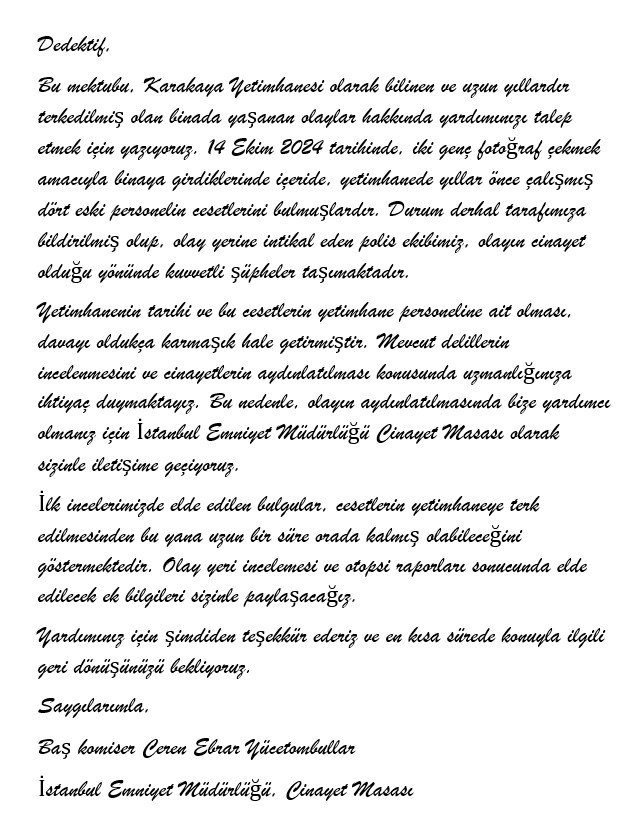 Dedektif,
Bu mektubu, Karakaya Yetimhanesi olarak bilinen ve uzun yıllardır
terkedilmiş olan binada yaşanan olaylar hakkında yardımınızı talep
etmek için yazıyoruz. 14 Ekim 2024 tarihinde, iki genç fotoğraf çekmek
amacıyla binaya girdiklerinde içeride, yetimhanede yıllar önce çalışmış
dört eski personelin cesetlerini bulmuşlardır. Durum derhal tarafımıza
bildirilmiş olup, olay yerine intikal eden polis ekibimiz, olayın cinayet
olduğu yönünde kuvvetli şüpheler taşımaktadır.
Yetimhanenin tarihi ve bu cesetlerin yetimhane personeline ait olması,
davayı oldukça karmaşık hale getirmiştir. Mevcut delillerin
incelenmesini ve cinayetlerin aydınlatılması konusunda uzmanlığınıza
ihtiyaç duymaktayız. Bu nedenle, olayın aydınlatılmasında bize yardımcı
olmanız için İstanbul Emniyet Müdürlüğü Cinayet Masası olarak
sizinle iletişime geçiyoruz.
İlk incelerimizde elde edilen bulgular, cesetlerin yetimhaneye terk
edilmesinden bu yana uzun bir süre orada kalmış olabileceğini
göstermektedir. Olay yeri incelemesi ve otopsi raporları sonucunda elde
edilecek ek bilgileri sizinle paylaşacağız.
Yardımınız için şimdiden teşekkür ederiz ve en kısa sürede konuyla ilgili
geri dönüşünüzü bekliyoruz.
Saygılarımla,
Baş komiser Ceren Ebrar Yücetombullar
İstanbul Emniyet Müdürlüğü, Cinayet Masası